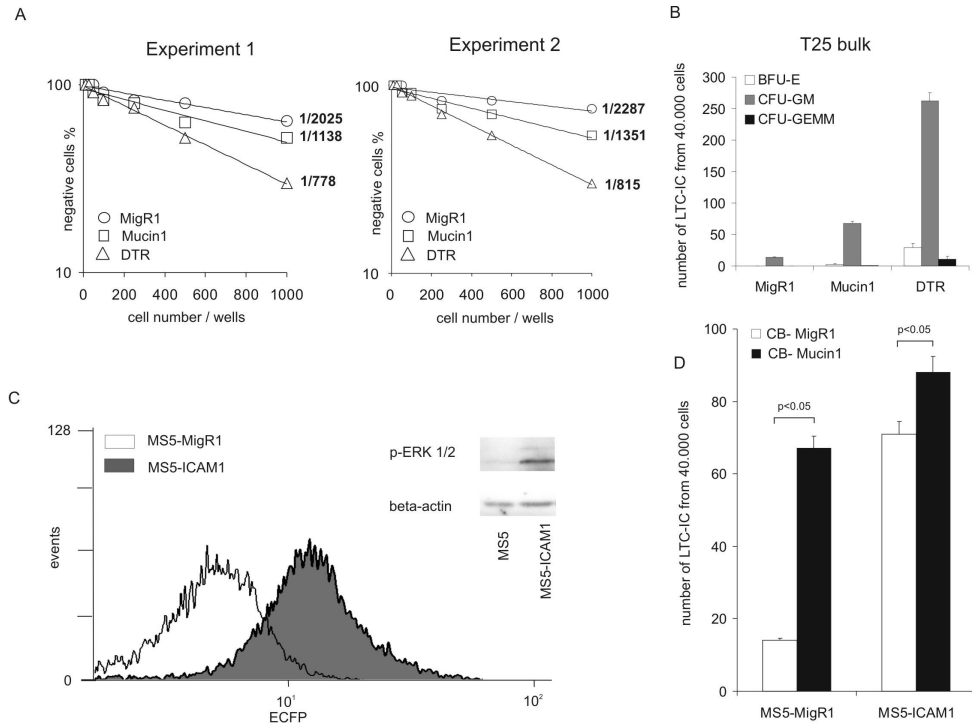 A
Experiment 1
negative cells %
100
10
1/2025
1/1138
1/778
MigR1
Mucin1
DTR
0 200 400 600 800 1000
cell number / wells
Experiment 2
negative cells %
100
10
1/2287
1/1351
1/815
MigR1
Mucin1
DTR
0 200 400 600 800 1000
cell number / wells
B
T25 bulk
BFU-E
CFU-GM
CFU-GEMM
number of LTC-IC from 40.000 cells
300
250
200
150
100
50
0
MigR1 Mucin1 DTR
C
MS5-MigR1
MS5-ICAM1
128
events
0
10¹
10²
ECFP
p-ERK 1/2
beta-actin
MS5
MS5-ICAM1
D
CB- MigR1
CB- Mucin1
p<0.05
p<0.05
number of LTC-IC from 40.000 cells
100
80
60
40
20
0
MS5-MigR1 MS5-ICAM1